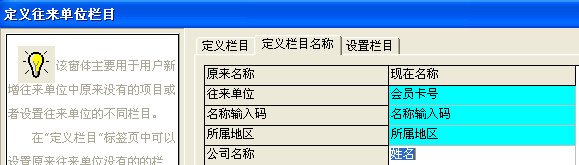 定义往来单位栏目
该窗体主要用于用户新
增往来单位中原来没有的项目或
者设置往来单位的不同栏目。
在“定义栏目”标签页中可以
设置原来往来单位没有的的栏
定义栏目 定义栏目名称 设置栏目
原来名称 现在名称
往来单位 会员卡号
名称输入码 名称输入码
所属地区 所属地区
公司名称 姓名